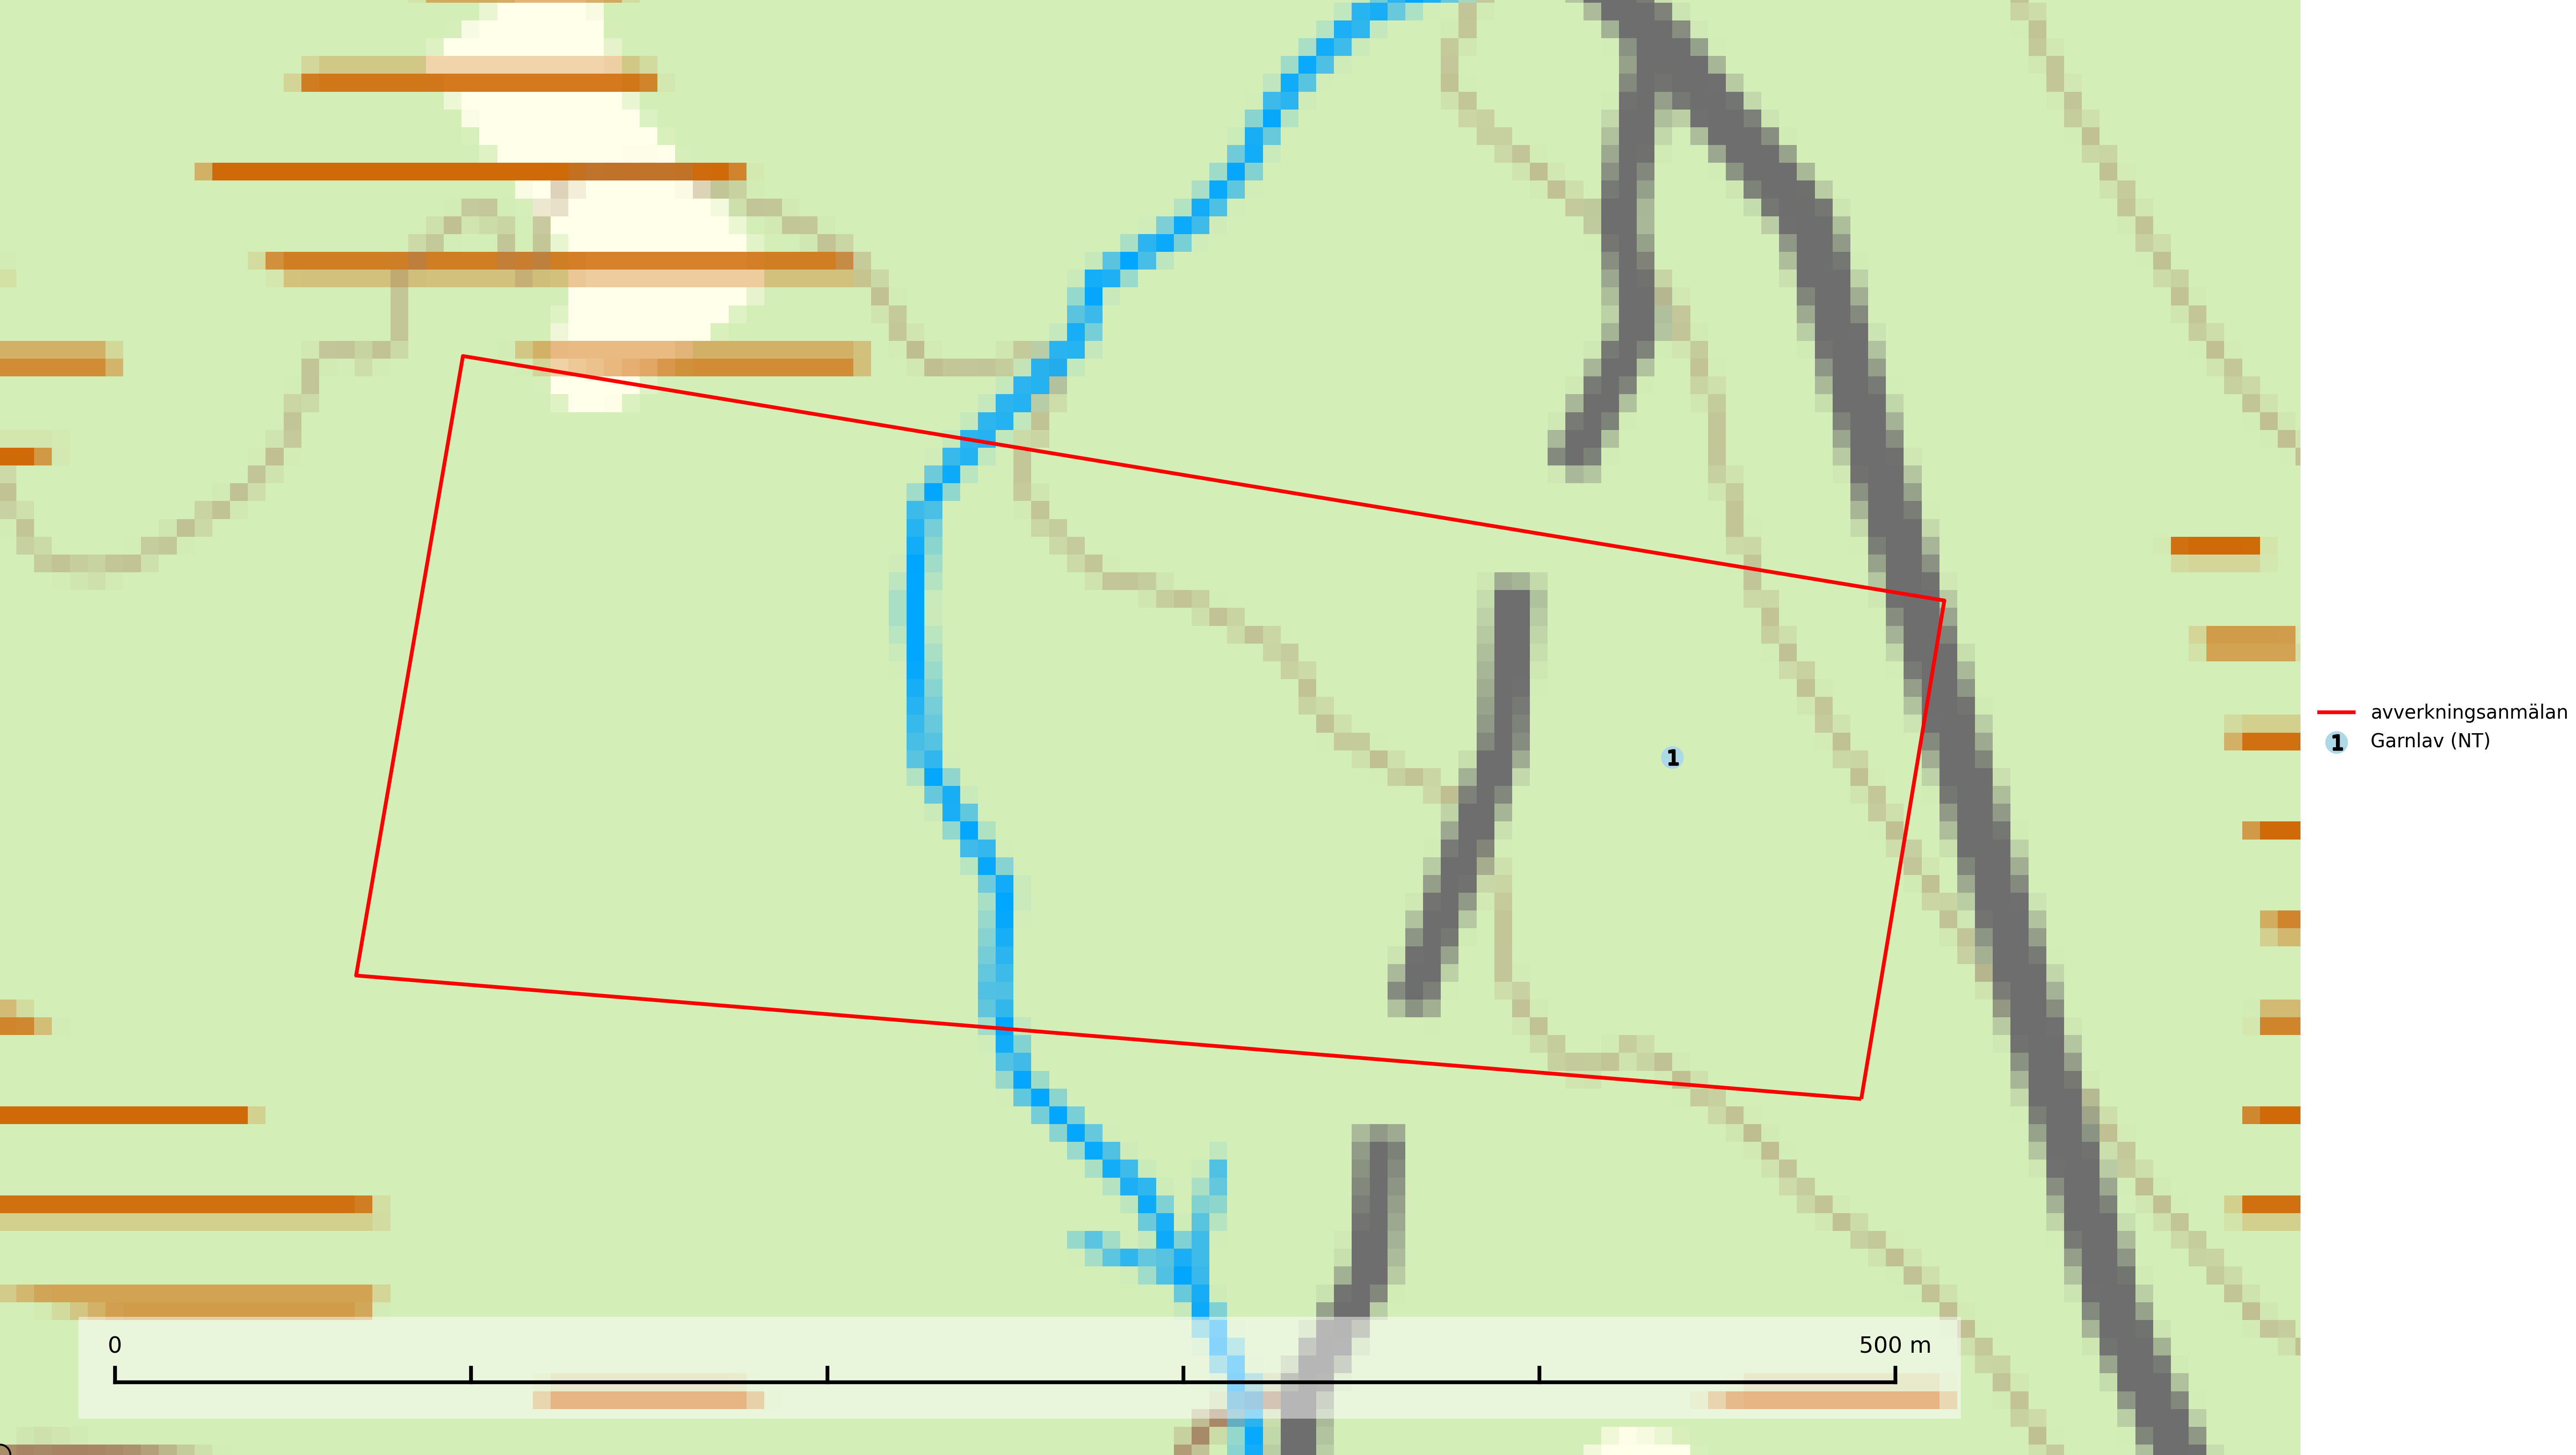 avverkningsanmälan
1 Garnlav (NT)
1
0 500 m